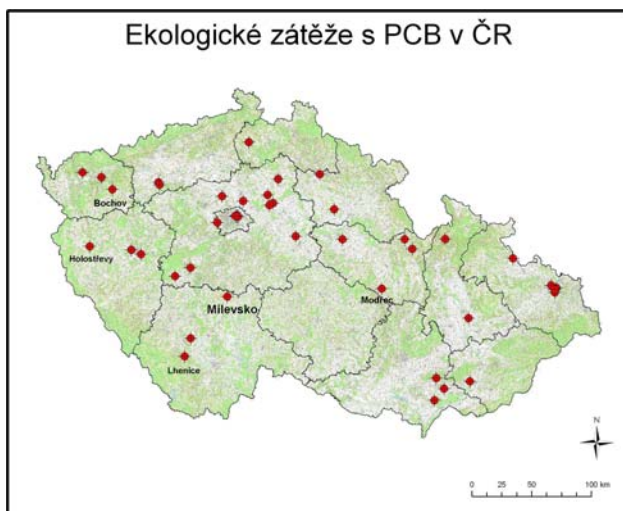 Ekologické zátěže s PCB v ČR
Bochov
Holostřevy
Milevsko
Modřec
Lhenice
N
0 25 50 100 km